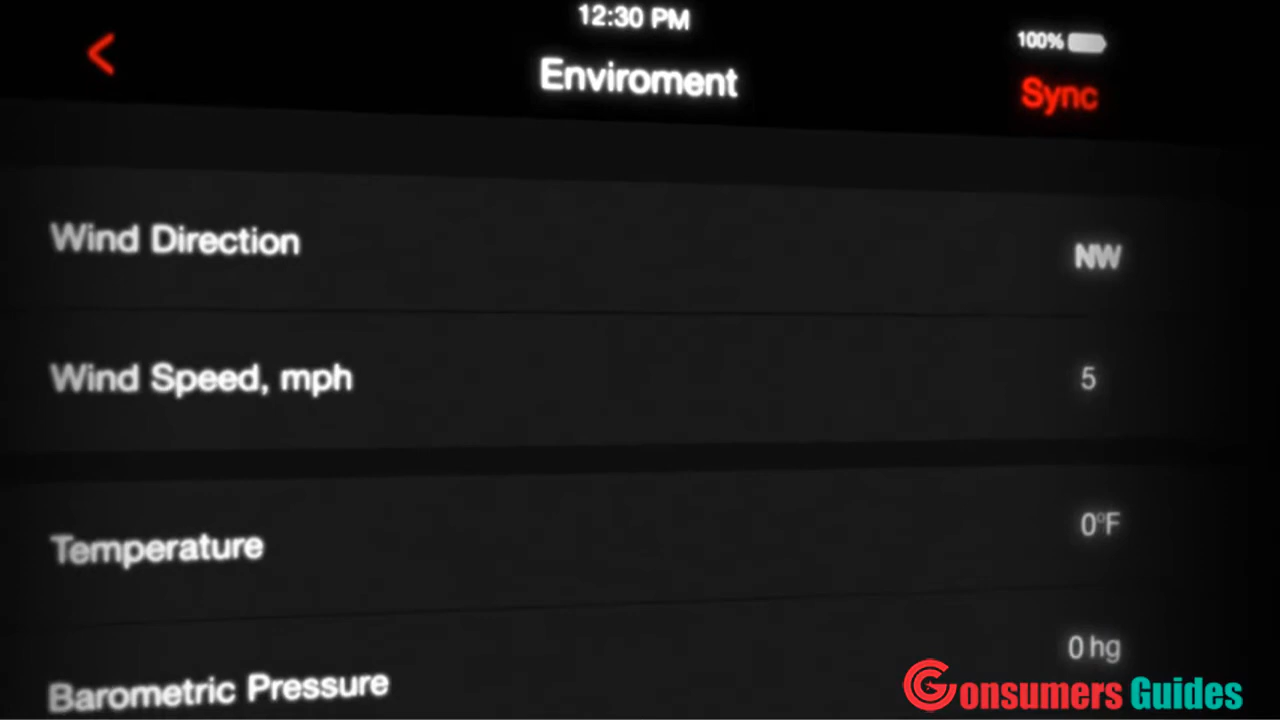 12:30 PM
100%
<
Enviroment
Sync
Wind Direction
NW
Wind Speed, mph
5
Temperature
0°F
Barometric Pressure
0 hg
Consumers Guides